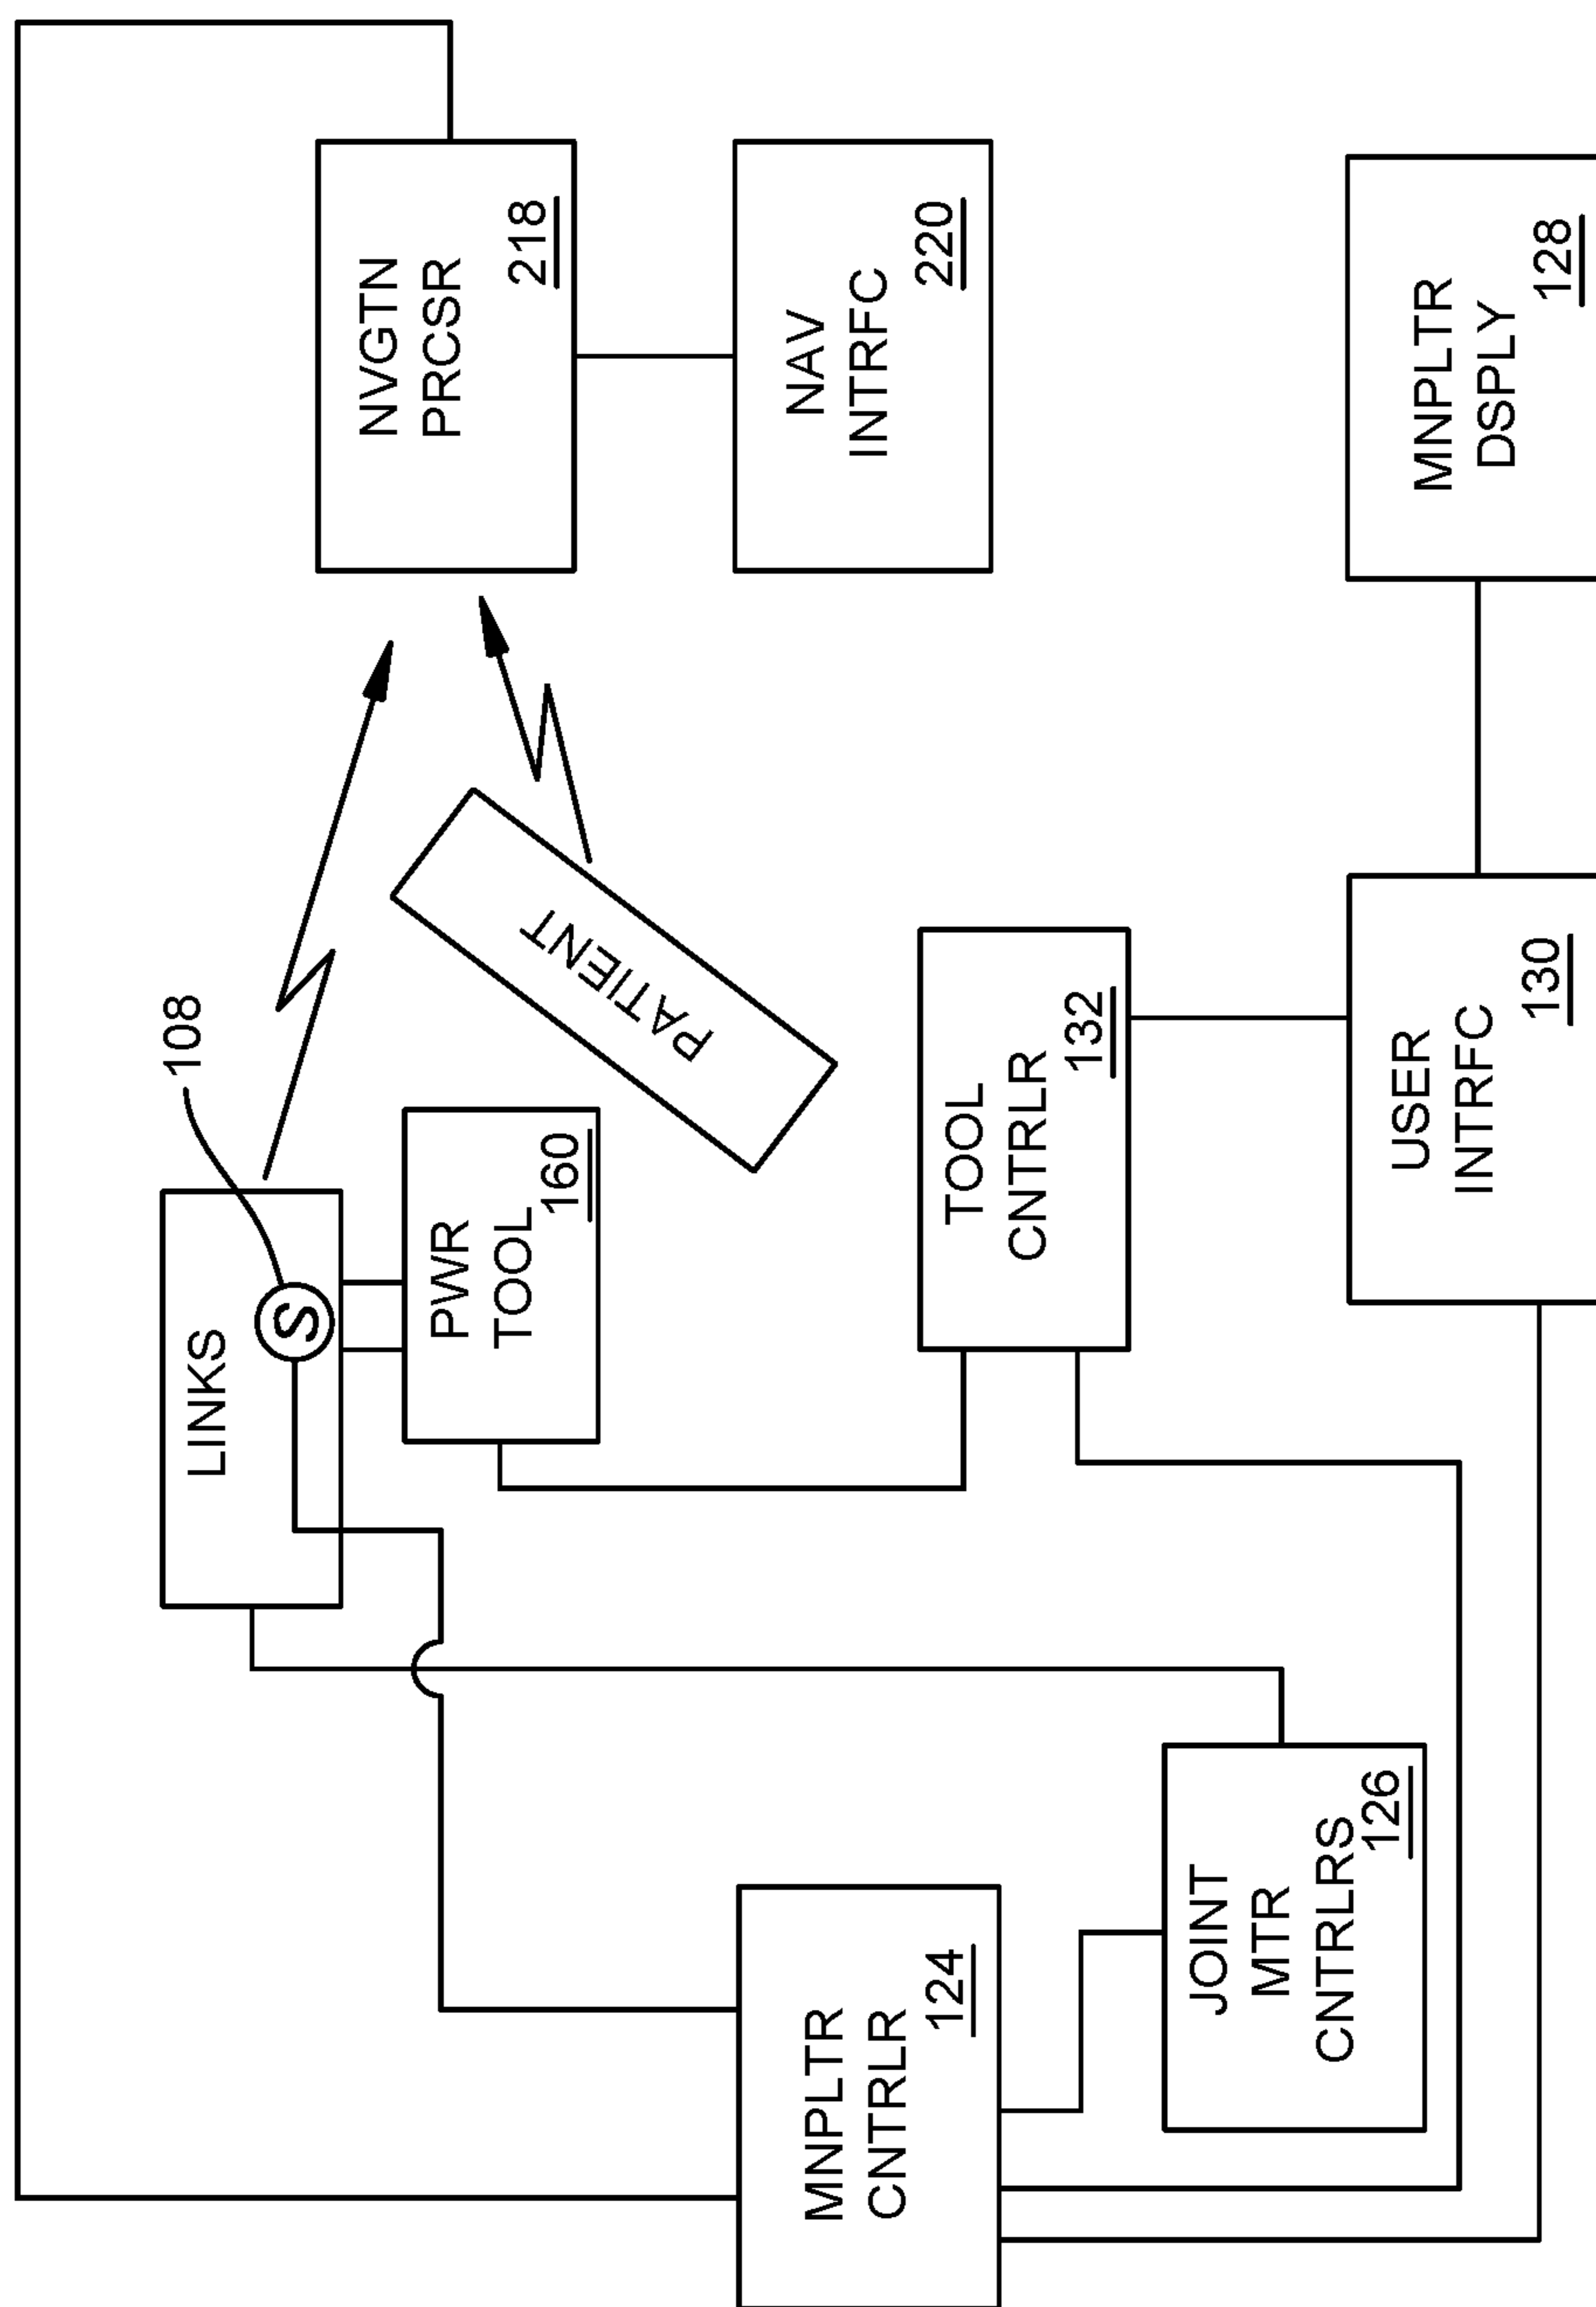 NVGTN
PRCSR
218
NAV
INTRFC
220
MNPLTR
DSPLY
128
108
PATIENT
LINKS
S
PWR
TOOL
160
TOOL
CNTRLR
132
USER
INTRFC
130
MNPLTR
CNTRLR
124
JOINT
MTR
CNTRLRS
126